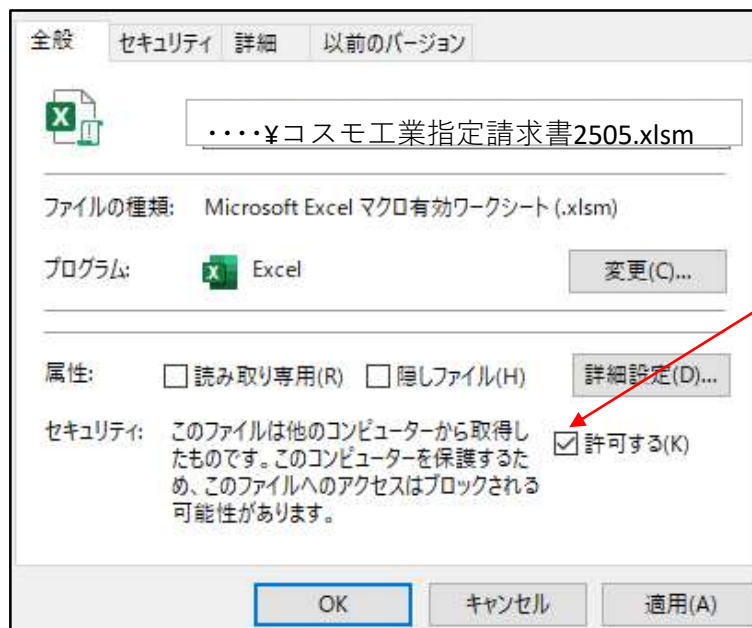 全般 セキュリティ 詳細 以前のバージョン
････¥コスモ工業指定請求書2505.xlsm
ファイルの種類: Microsoft Excel マクロ有効ワークシート (.xlsm)
プログラム: Excel 変更(C)...
属性: 読み取り専用(R) 隠しファイル(H) 詳細設定(D)...
セキュリティ: このファイルは他のコンピューターから取得し 許可する(K)
たものです。このコンピューターを保護するた
め、このファイルへのアクセスはブロックされる
可能性があります。
OK キャンセル 適用(A)